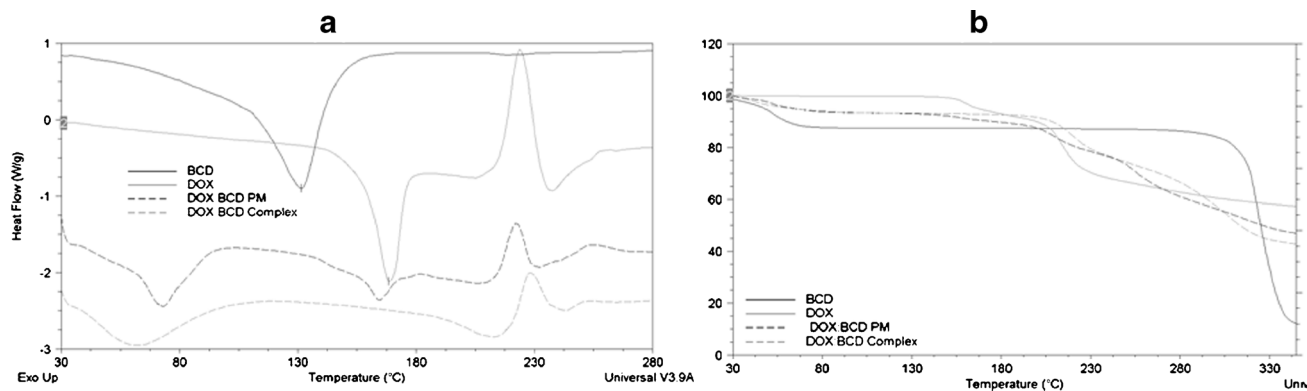 a
1
0
-1
-2
-3
Heat Flow (W/g)
BCD
DOX
DOX BCD PM
DOX BCD Complex
30 80 130 180 230 280
Exo Up Temperature (°C) Universal V3.9A
b
120
100
80
60
40
20
0
BCD
DOX
DOX BCD PM
DOX BCD Complex
30 80 130 180 230 280 330
Temperature (°C)